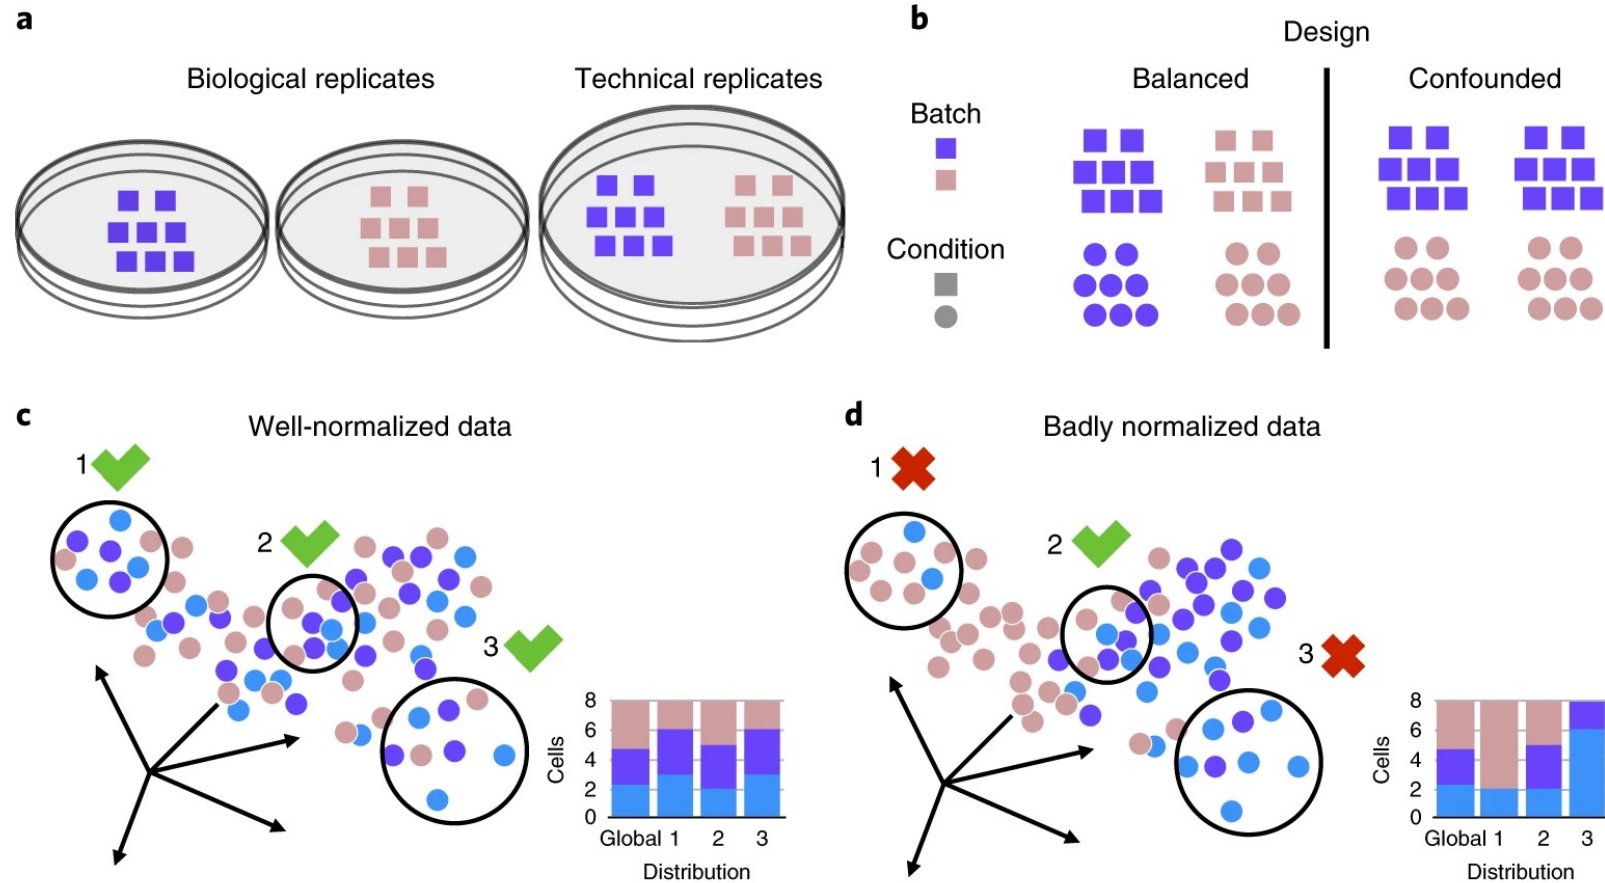 a
Biological replicates
Technical replicates
b
Design
Balanced
Confounded
Batch
Condition
c
Well-normalized data
1
2
3
Cells
8
6
4
2
0
Global 1 2 3
Distribution
d
Badly normalized data
1
2
3
Cells
8
6
4
2
0
Global 1 2 3
Distribution